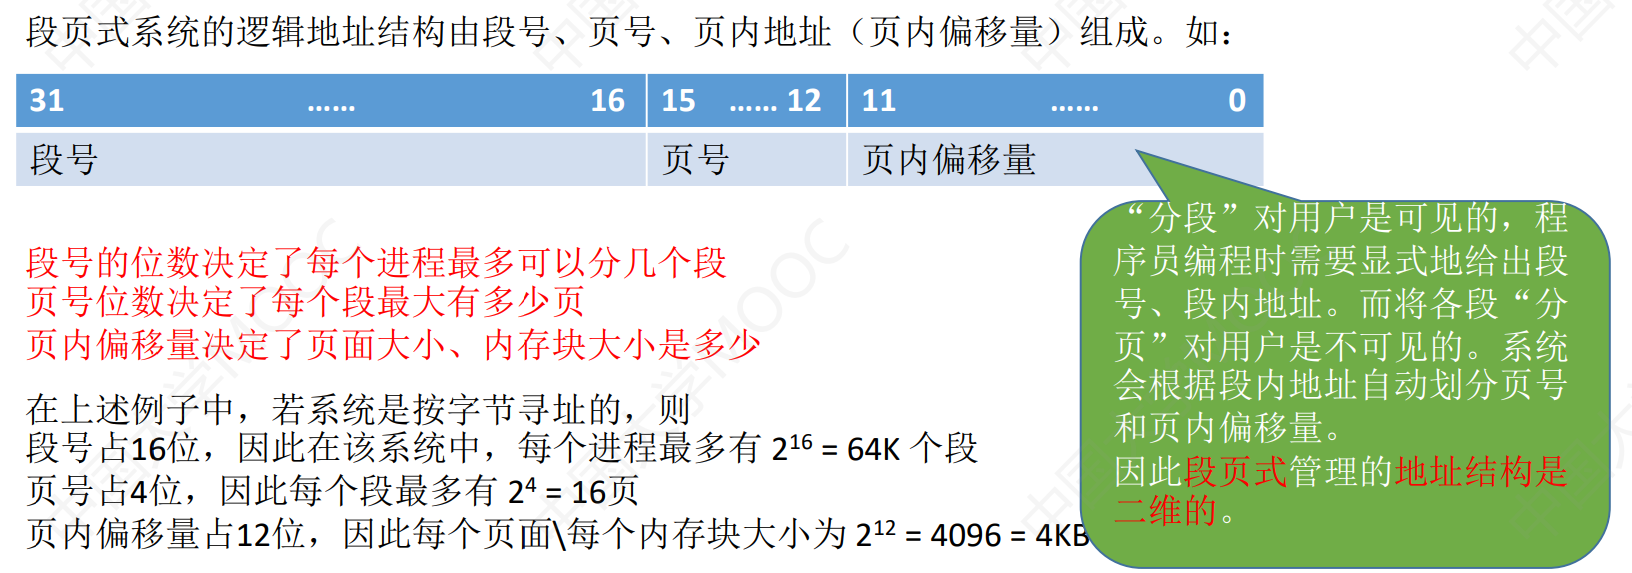 段页式系统的逻辑地址结构由段号、页号、页内地址（页内偏移量）组成。如：
31 …… 16 15 …… 12 11 …… 0
段号 页号 页内偏移量
“分段”对用户是可见的，程
序员编程时需要显式地给出段
号、段内地址。而将各段“分
页”对用户是不可见的。系统
会根据段内地址自动划分页号
和页内偏移量。
因此段页式管理的地址结构是
二维的。
段号的位数决定了每个进程最多可以分几个段
页号位数决定了每个段最大有多少页
页内偏移量决定了页面大小、内存块大小是多少
在上述例子中，若系统是按字节寻址的，则
段号占16位，因此在该系统中，每个进程最多有 2¹⁶ = 64K 个段
页号占4位，因此每个段最多有 2⁴ = 16页
页内偏移量占12位，因此每个页面\每个内存块大小为 2¹² = 4096 = 4KB